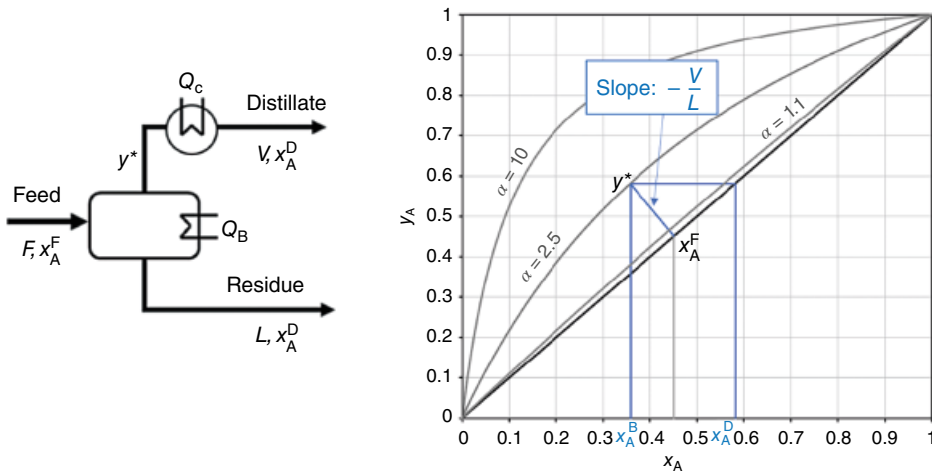 Q_c
Distillate
V, x_A^D
y*
Feed
F, x_A^F
Q_B
Residue
L, x_A^D
1
0.9
0.8
0.7
0.6
0.5
0.4
0.3
0.2
0.1
0
y_A
Slope: − V/L
α = 10
α = 2.5
α = 1.1
y*
x_A^F
0 0.1 0.2 0.3 0.4 0.5 0.6 0.7 0.8 0.9 1
x_A^B x_A^D
x_A